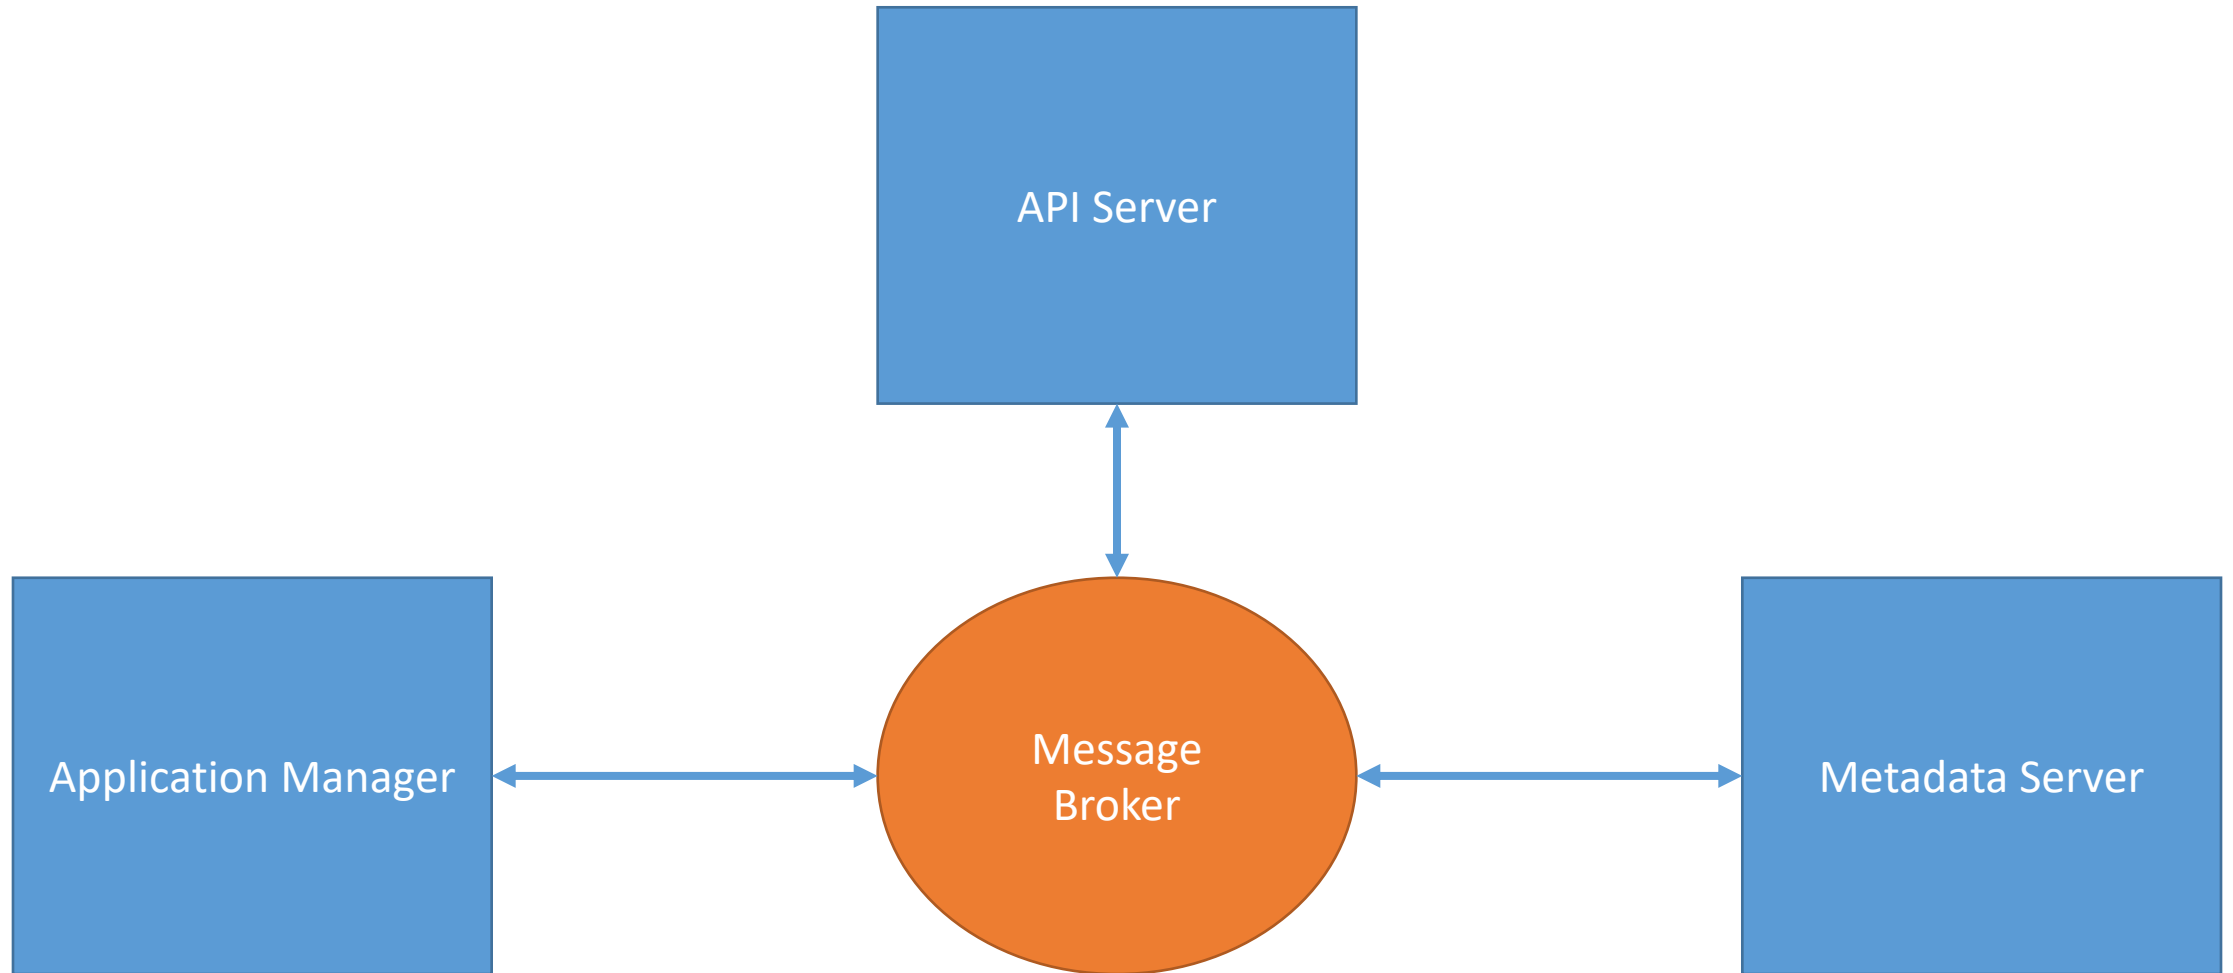 API Server
Application Manager
Message
Broker
Metadata Server